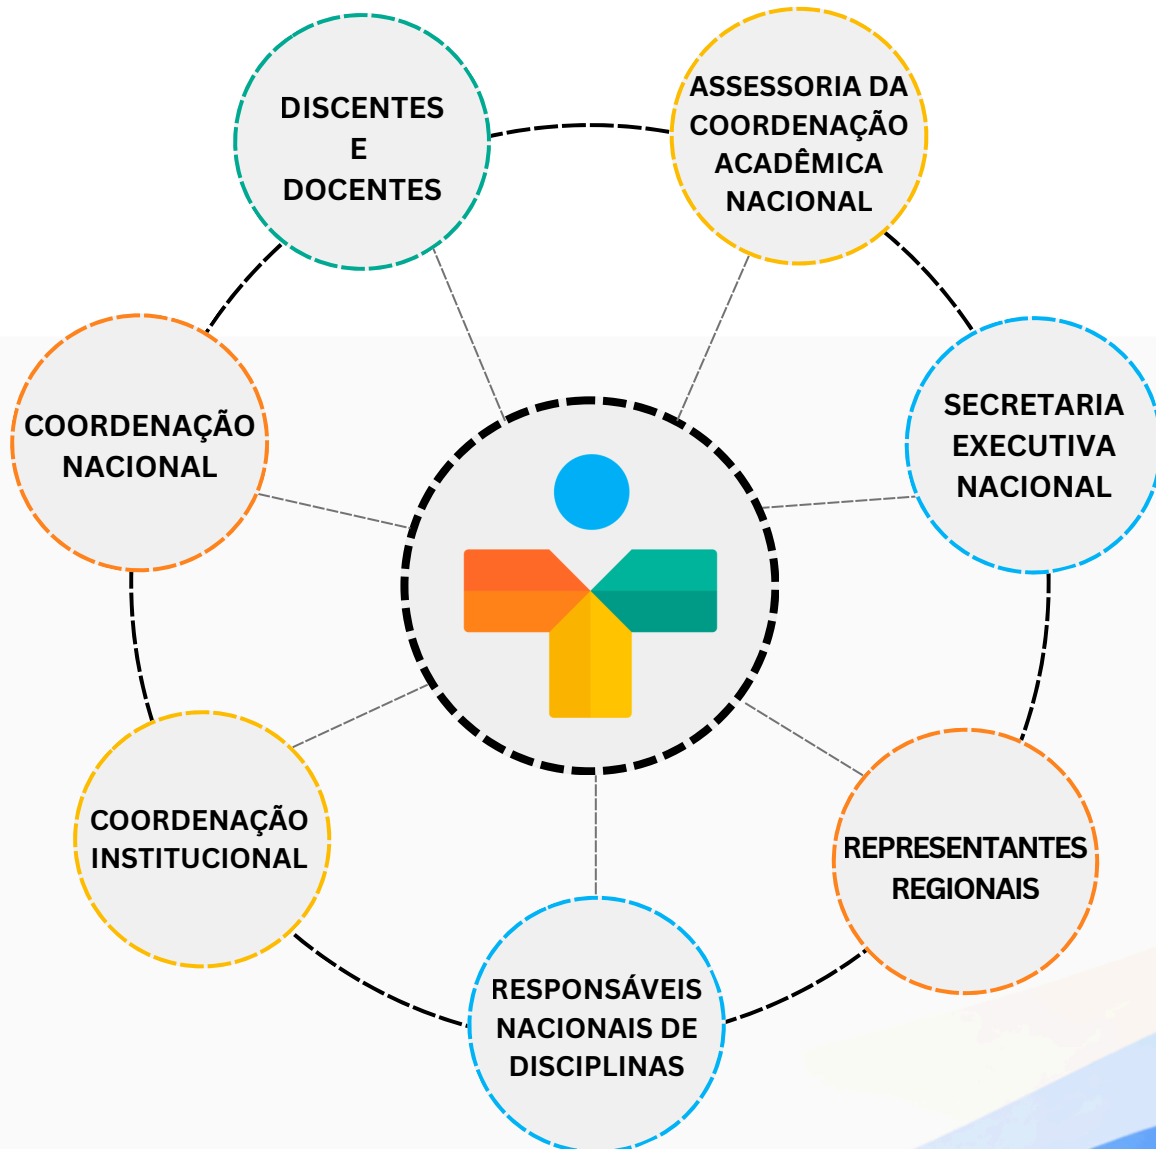 DISCENTES
E
DOCENTES
ASSESSORIA DA
COORDENAÇÃO
ACADÊMICA
NACIONAL
COORDENAÇÃO
NACIONAL
SECRETARIA
EXECUTIVA
NACIONAL
COORDENAÇÃO
INSTITUCIONAL
REPRESENTANTES
REGIONAIS
RESPONSÁVEIS
NACIONAIS DE
DISCIPLINAS